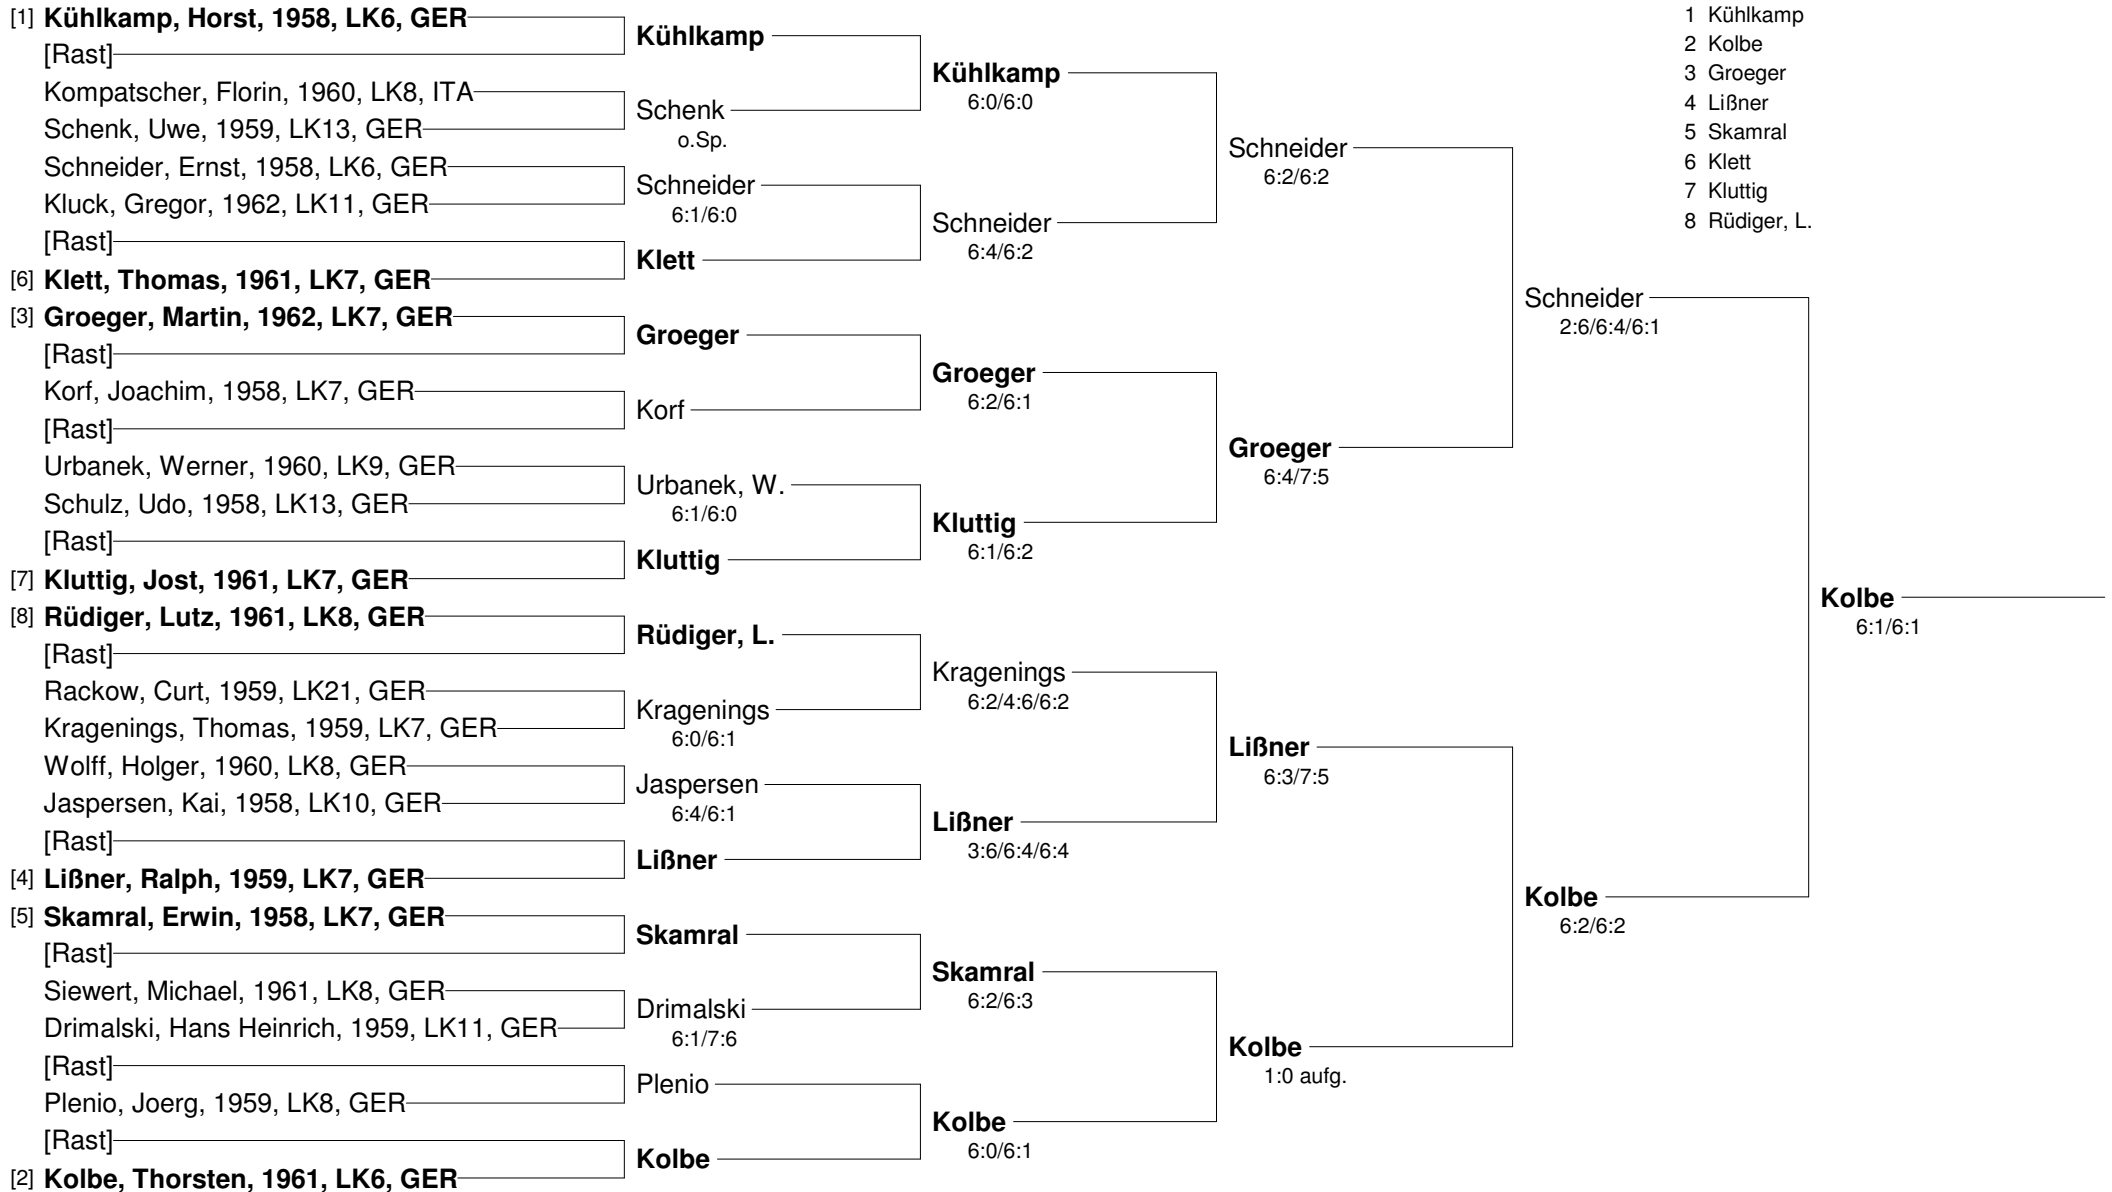 [1] Kühlkamp, Horst, 1958, LK6, GER
[Rast]
Kompatscher, Florin, 1960, LK8, ITA
Schenk, Uwe, 1959, LK13, GER
Schneider, Ernst, 1958, LK6, GER
Kluck, Gregor, 1962, LK11, GER
[Rast]
[6] Klett, Thomas, 1961, LK7, GER
[3] Groeger, Martin, 1962, LK7, GER
[Rast]
Korf, Joachim, 1958, LK7, GER
[Rast]
Urbanek, Werner, 1960, LK9, GER
Schulz, Udo, 1958, LK13, GER
[Rast]
[7] Kluttig, Jost, 1961, LK7, GER
[8] Rüdiger, Lutz, 1961, LK8, GER
[Rast]
Rackow, Curt, 1959, LK21, GER
Kragenings, Thomas, 1959, LK7, GER
Wolff, Holger, 1960, LK8, GER
Jaspersen, Kai, 1958, LK10, GER
[Rast]
[4] Lißner, Ralph, 1959, LK7, GER
[5] Skamral, Erwin, 1958, LK7, GER
[Rast]
Siewert, Michael, 1961, LK8, GER
Drimalski, Hans Heinrich, 1959, LK11, GER
[Rast]
Plenio, Joerg, 1959, LK8, GER
[Rast]
[2] Kolbe, Thorsten, 1961, LK6, GER
Kühlkamp
Schenk
o.Sp.
Schneider
6:1/6:0
Klett
Groeger
Korf
Urbanek, W.
6:1/6:0
Kluttig
Rüdiger, L.
Kragenings
6:0/6:1
Jaspersen
6:4/6:1
Lißner
Skamral
Drimalski
6:1/7:6
Plenio
Kolbe
Kühlkamp
6:0/6:0
Schneider
6:4/6:2
Groeger
6:2/6:1
Kluttig
6:1/6:2
Kragenings
6:2/4:6/6:2
Lißner
3:6/6:4/6:4
Skamral
6:2/6:3
Kolbe
6:0/6:1
Schneider
6:2/6:2
Groeger
6:4/7:5
Lißner
6:3/7:5
Kolbe
1:0 aufg.
Schneider
2:6/6:4/6:1
Kolbe
6:2/6:2
Kolbe
6:1/6:1
1 Kühlkamp
2 Kolbe
3 Groeger
4 Lißner
5 Skamral
6 Klett
7 Kluttig
8 Rüdiger, L.